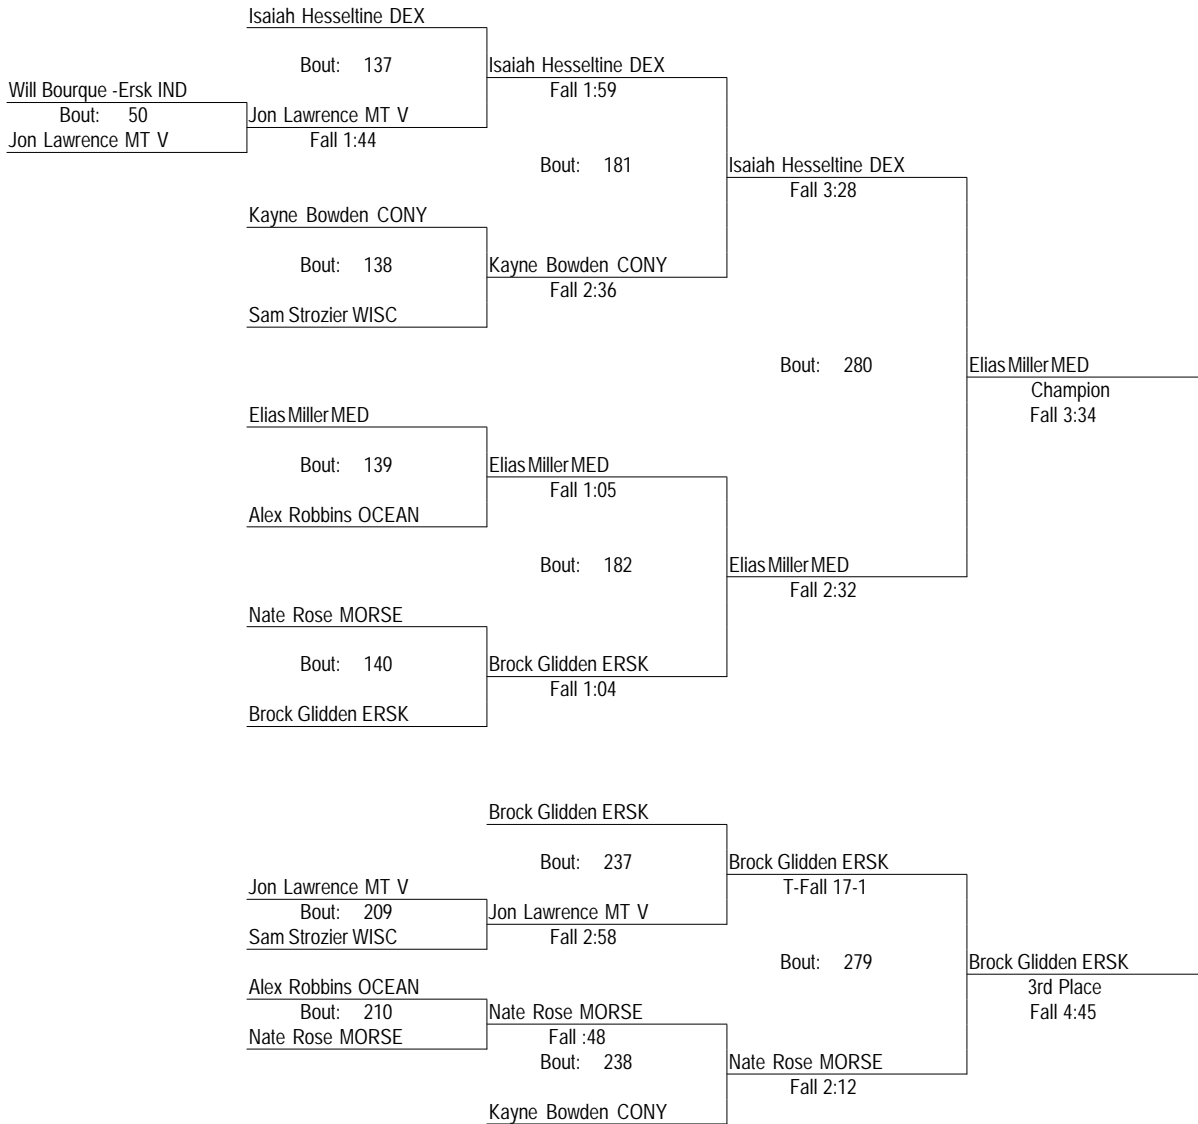 Isaiah Hesseltine DEX
Bout: 137
Isaiah Hesseltine DEX
Fall 1:59
Will Bourque -Ersk IND
Bout: 50
Jon Lawrence MT V
Jon Lawrence MT V
Fall 1:44
Bout: 181
Isaiah Hesseltine DEX
Fall 3:28
Kayne Bowden CONY
Bout: 138
Kayne Bowden CONY
Fall 2:36
Sam Strozier WISC
Bout: 280
Elias Miller MED
Champion
Fall 3:34
Elias Miller MED
Bout: 139
Elias Miller MED
Fall 1:05
Alex Robbins OCEAN
Bout: 182
Elias Miller MED
Fall 2:32
Nate Rose MORSE
Bout: 140
Brock Glidden ERSK
Fall 1:04
Brock Glidden ERSK
Brock Glidden ERSK
Bout: 237
Brock Glidden ERSK
T-Fall 17-1
Jon Lawrence MT V
Bout: 209
Jon Lawrence MT V
Sam Strozier WISC
Fall 2:58
Bout: 279
Brock Glidden ERSK
3rd Place
Fall 4:45
Alex Robbins OCEAN
Bout: 210
Nate Rose MORSE
Nate Rose MORSE
Fall :48
Bout: 238
Nate Rose MORSE
Fall 2:12
Kayne Bowden CONY